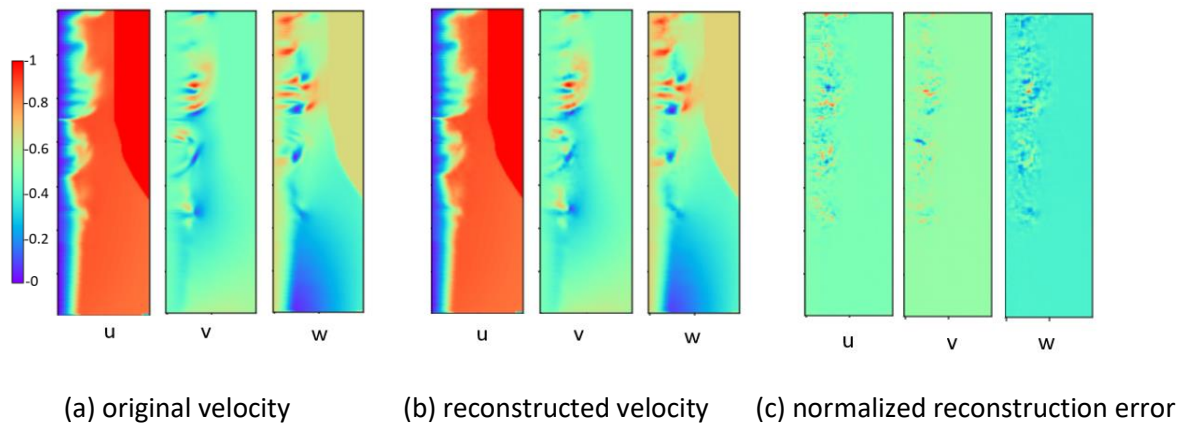 -1
-0.8
-0.6
-0.4
-0.2
-0
u v w
u v w
u v w
(a) original velocity (b) reconstructed velocity (c) normalized reconstruction error